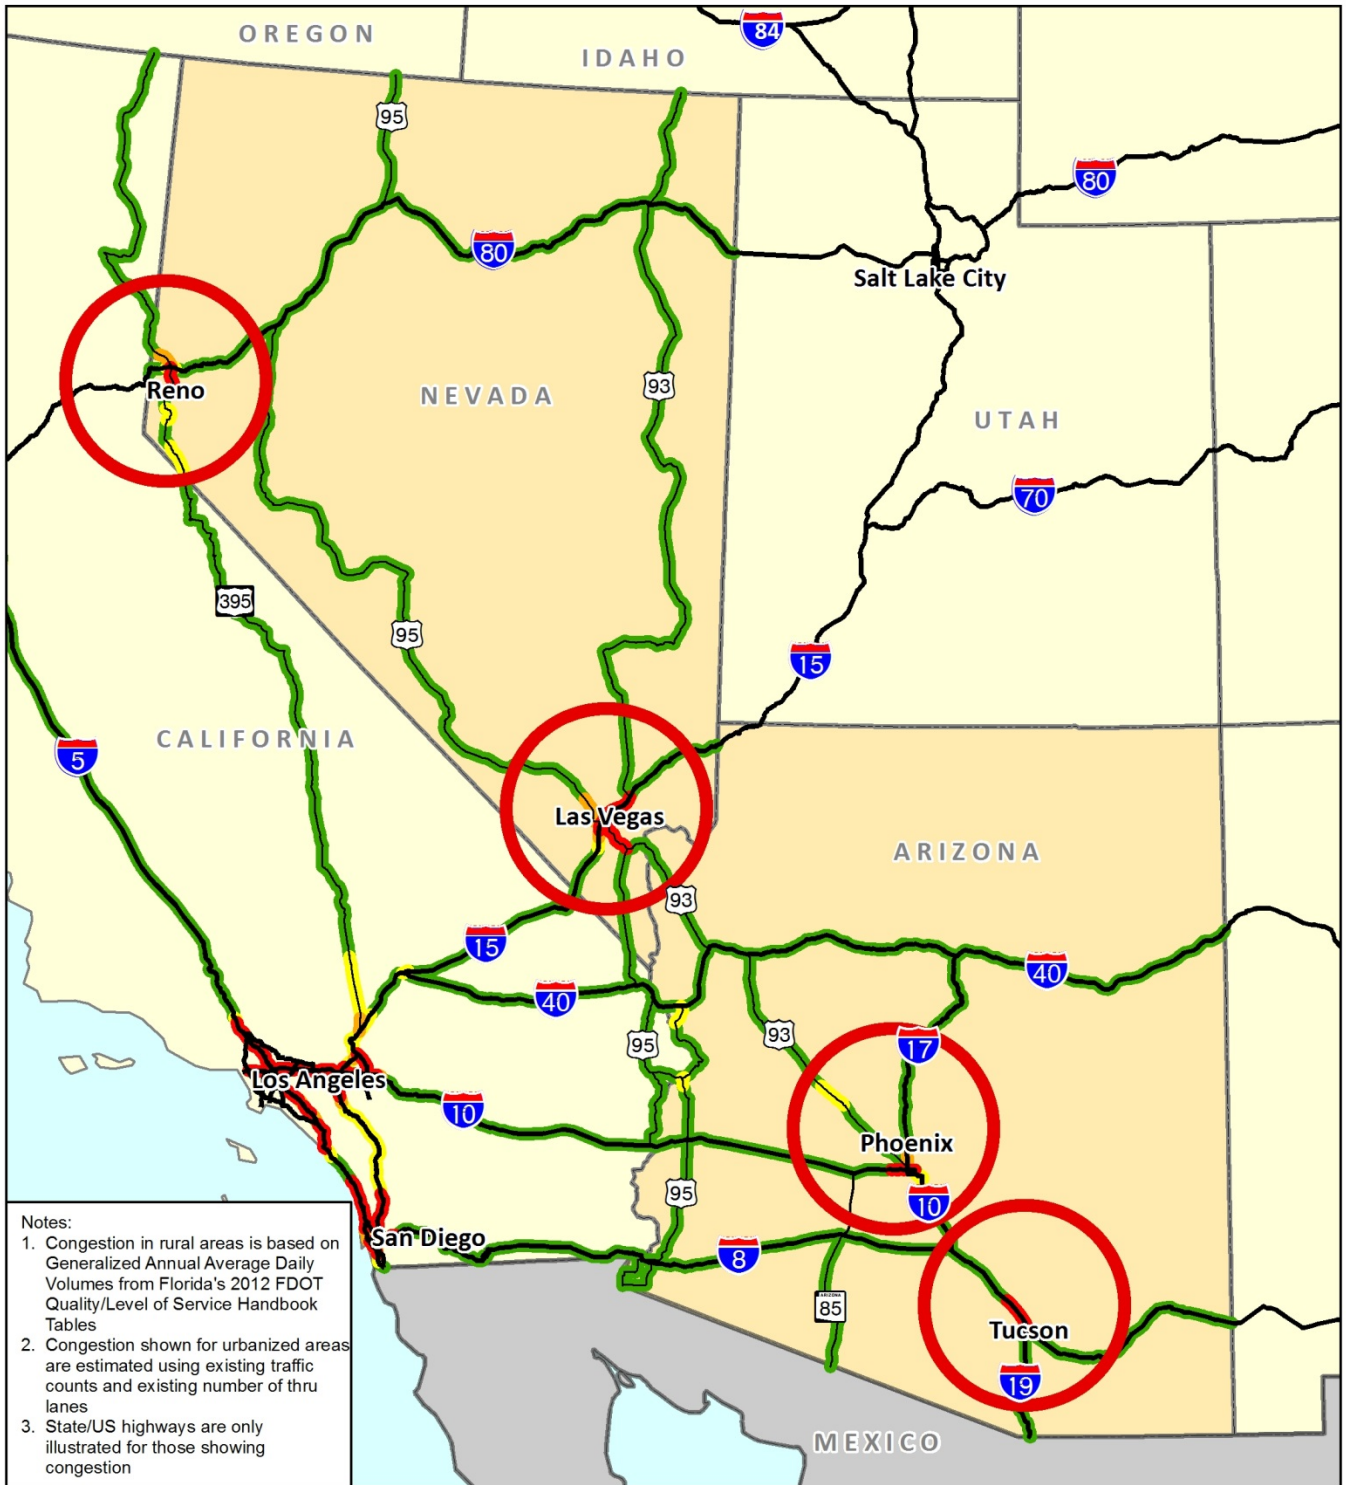 OREGON
IDAHO
84
95
80
80
Salt Lake City
Reno
NEVADA
93
UTAH
70
395
95
15
CALIFORNIA
5
Las Vegas
ARIZONA
93
15
40
40
95
93
17
Los Angeles
10
Phoenix
95
10
San Diego
8
ARIZONA
85
Tucson
19
MEXICO
Notes:
1. Congestion in rural areas is based on
Generalized Annual Average Daily
Volumes from Florida's 2012 FDOT
Quality/Level of Service Handbook
Tables
2. Congestion shown for urbanized areas
are estimated using existing traffic
counts and existing number of thru
lanes
3. State/US highways are only
illustrated for those showing
congestion